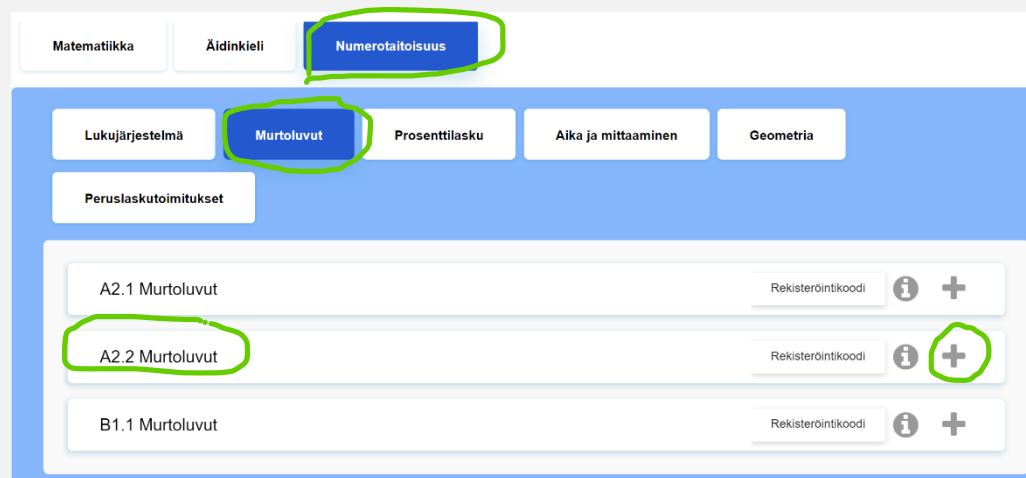 Matematiikka Äidinkieli Numerotaitoisuus
Lukujärjestelmä Murtoluvut Prosenttilasku Aika ja mittaaminen Geometria
Peruslaskutoimitukset
A2.1 Murtoluvut Rekisteröintikoodi
A2.2 Murtoluvut Rekisteröintikoodi
B1.1 Murtoluvut Rekisteröintikoodi